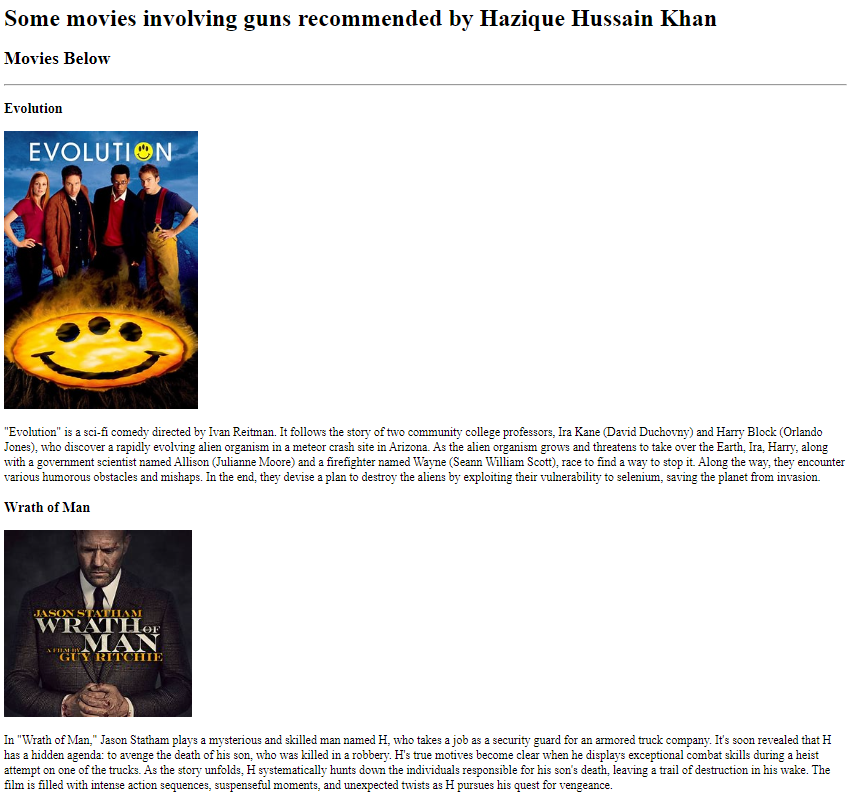 Some movies involving guns recommended by Hazique Hussain Khan
Movies Below
Evolution
EVOLUTION
"Evolution" is a sci-fi comedy directed by Ivan Reitman. It follows the story of two community college professors, Ira Kane (David Duchovny) and Harry Block (Orlando
Jones), who discover a rapidly evolving alien organism in a meteor crash site in Arizona. As the alien organism grows and threatens to take over the Earth, Ira, Harry, along
with a government scientist named Allison (Julianne Moore) and a firefighter named Wayne (Seann William Scott), race to find a way to stop it. Along the way, they encounter
various humorous obstacles and mishaps. In the end, they devise a plan to destroy the aliens by exploiting their vulnerability to selenium, saving the planet from invasion.
Wrath of Man
JASON STATHAM
WRATH OF
MAN
A FILM BY
GUY RITCHIE
In "Wrath of Man," Jason Statham plays a mysterious and skilled man named H, who takes a job as a security guard for an armored truck company. It's soon revealed that H
has a hidden agenda: to avenge the death of his son, who was killed in a robbery. H's true motives become clear when he displays exceptional combat skills during a heist
attempt on one of the trucks. As the story unfolds, H systematically hunts down the individuals responsible for his son's death, leaving a trail of destruction in his wake. The
film is filled with intense action sequences, suspenseful moments, and unexpected twists as H pursues his quest for vengeance.